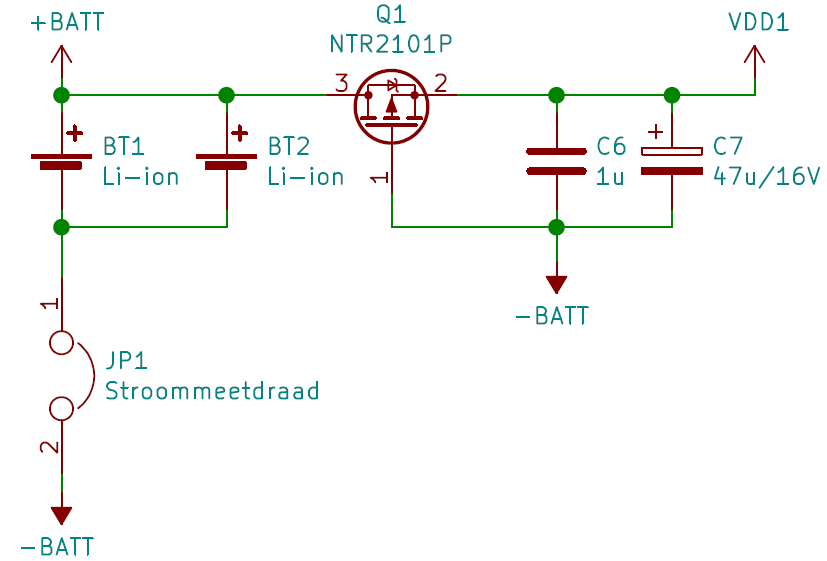 +BATT
Q1
NTR2101P
VDD1
3
2
+
BT1
Li-ion
+
BT2
Li-ion
1
C6
1u
+
C7
47u/16V
-BATT
1
JP1
Stroommeetdraad
2
-BATT